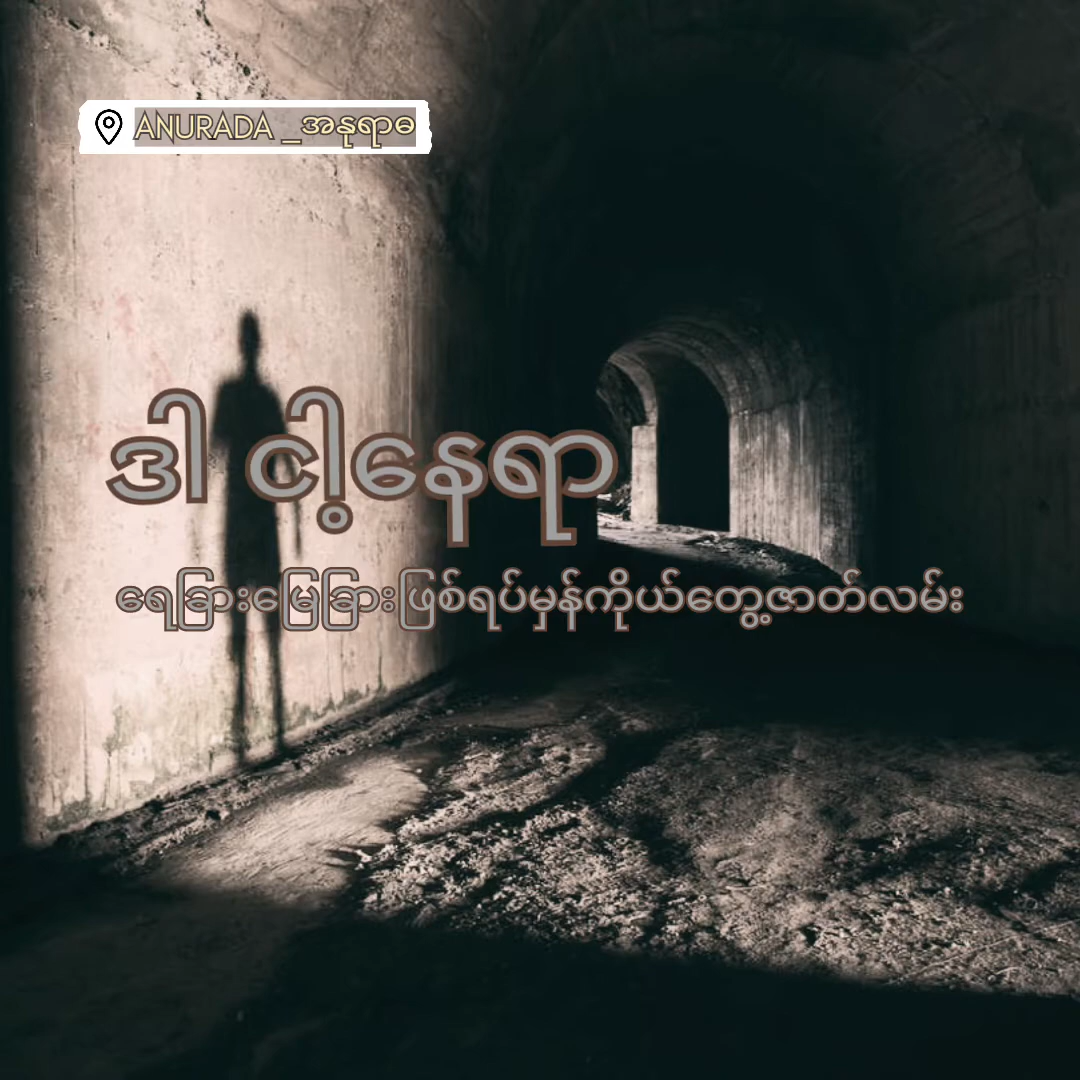 ANURADA _အနုရာဓ
ဒါ ငါ့နေရာ
ရေခြားမြေခြားဖြစ်ရပ်မှန်ကိုယ်တွေ့ဇာတ်လမ်း